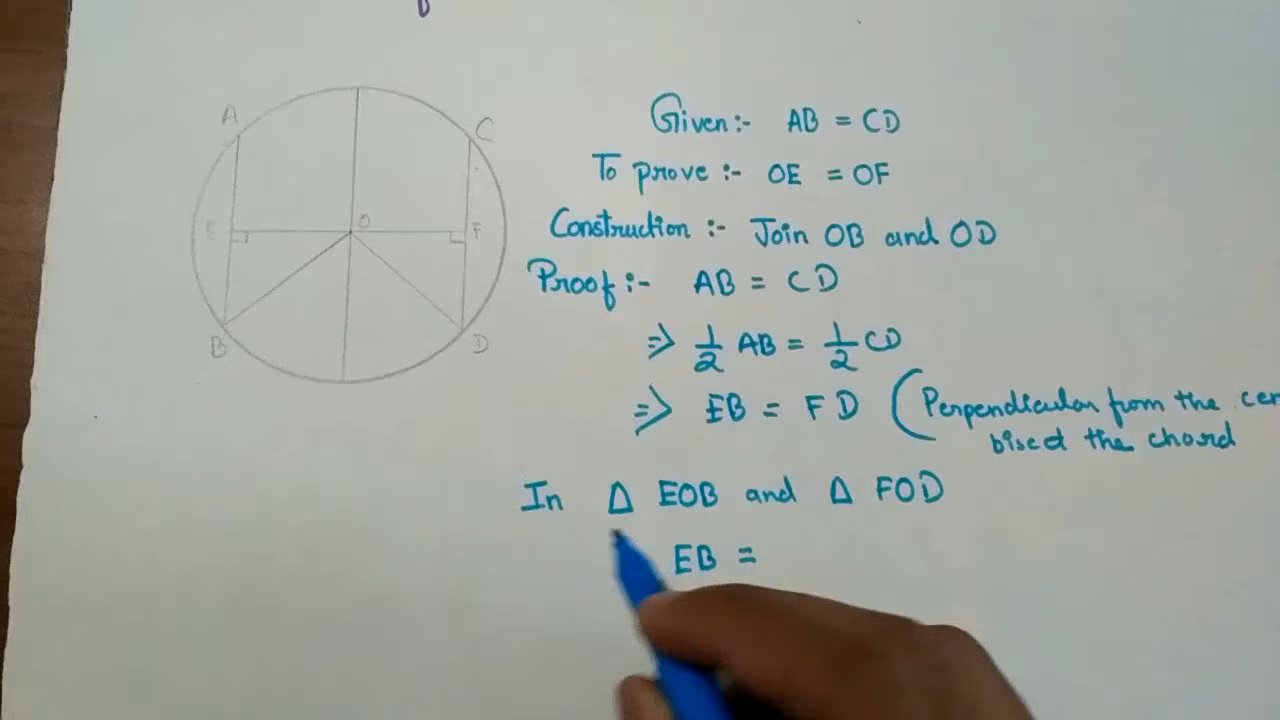 A
C
E
O
F
B
D
Given:- AB = CD
To prove :- OE = OF
Construction :- Join OB and OD
Proof :- AB = CD
=> 1/2 AB = 1/2 CD
=> EB = FD (Perpendicular from the cen
bisect the chord
In Δ EOB and Δ FOD
EB =